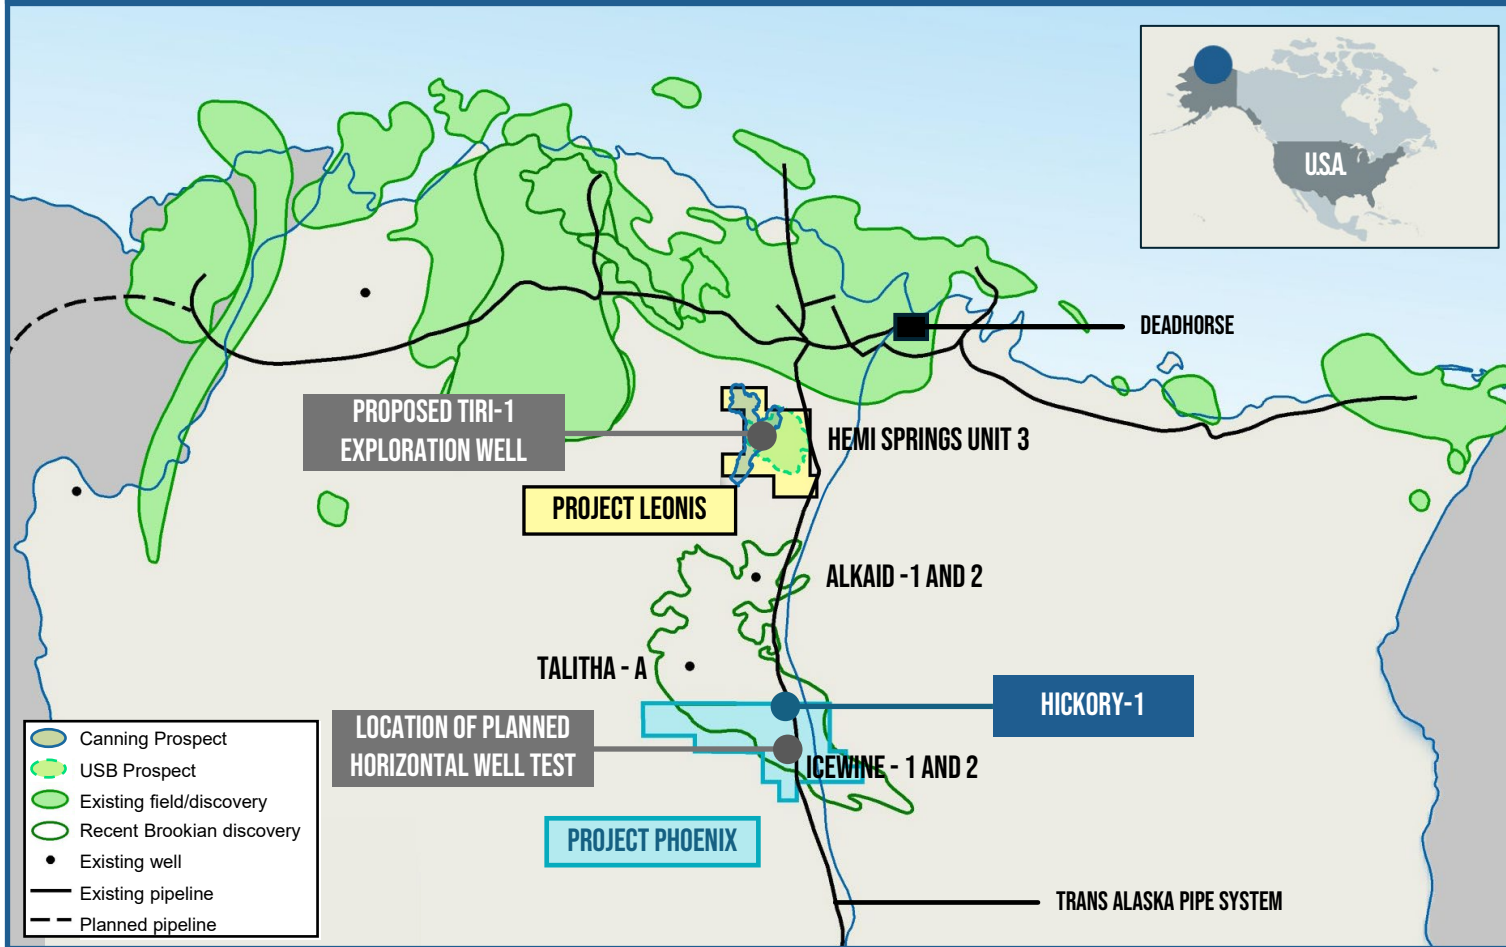 U.S.A.
DEADHORSE
PROPOSED TIRI-1
EXPLORATION WELL
HEMI SPRINGS UNIT 3
PROJECT LEONIS
ALKAID -1 AND 2
TALITHA - A
HICKORY-1
LOCATION OF PLANNED
HORIZONTAL WELL TEST
ICEWINE - 1 AND 2
PROJECT PHOENIX
TRANS ALASKA PIPE SYSTEM
Canning Prospect
USB Prospect
Existing field/discovery
Recent Brookian discovery
Existing well
Existing pipeline
Planned pipeline